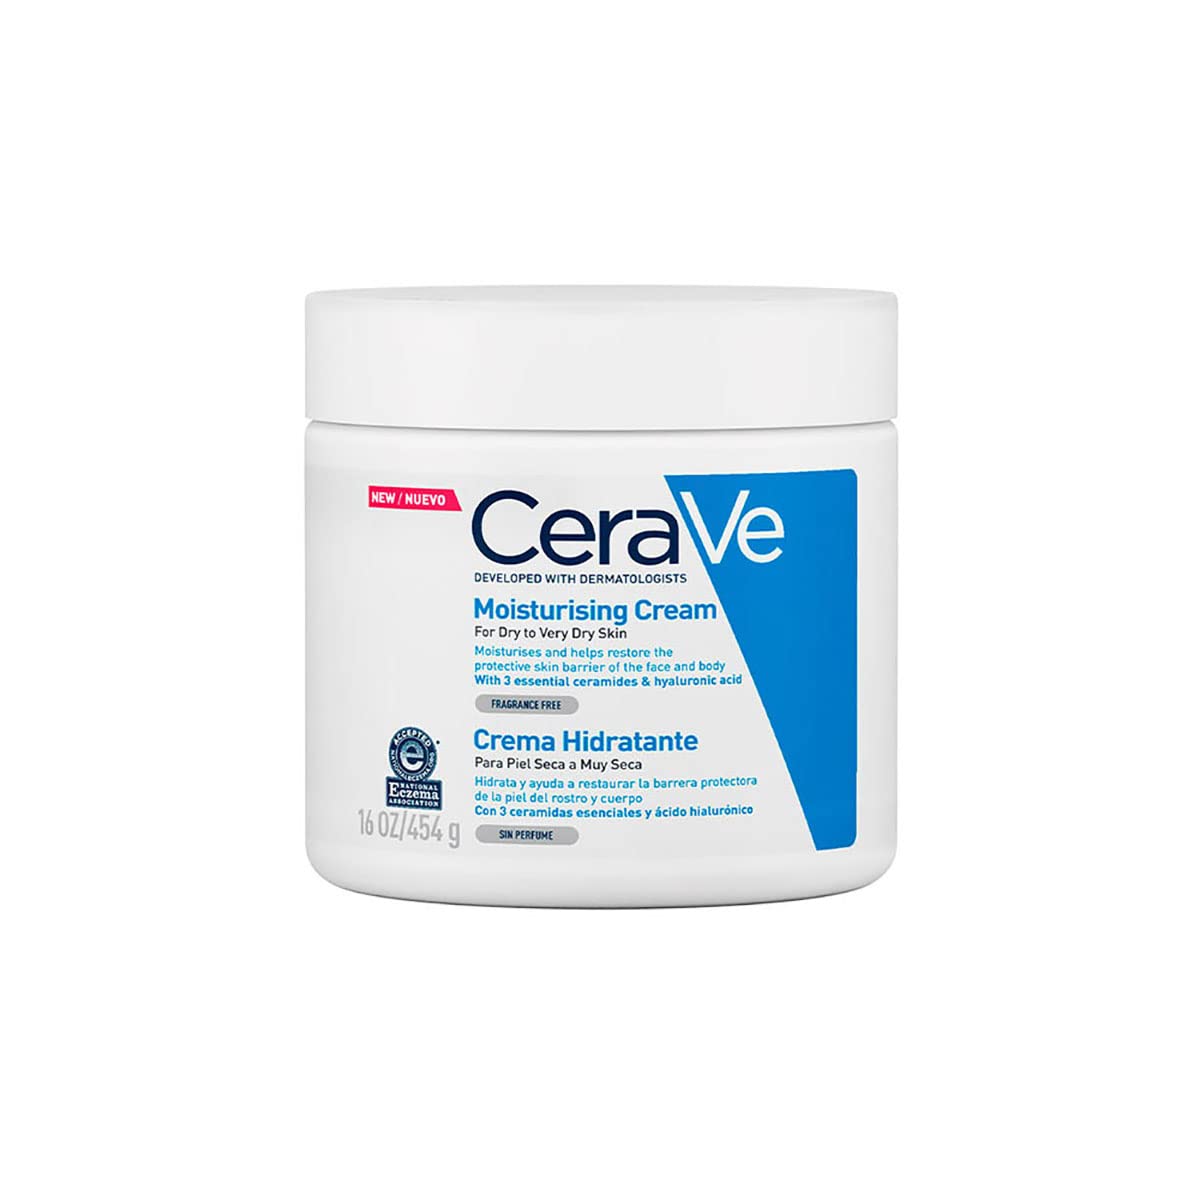 NEW / NUEVO
CeraVe
DEVELOPED WITH DERMATOLOGISTS
Moisturising Cream
For Dry to Very Dry Skin
Moisturises and helps restore the
protective skin barrier of the face and body
With 3 essential ceramides & hyaluronic acid
FRAGRANCE FREE
Crema Hidratante
Para Piel Seca a Muy Seca
Hidrata y ayuda a restaurar la barrera protectora
de la piel del rostro y cuerpo
Con 3 ceramidas esenciales y ácido hialurónico
SIN PERFUME
ACCEPTED
e
NATIONALECZEMA.ORG
NATIONAL
Eczema
ASSOCIATION
16 OZ/454 g